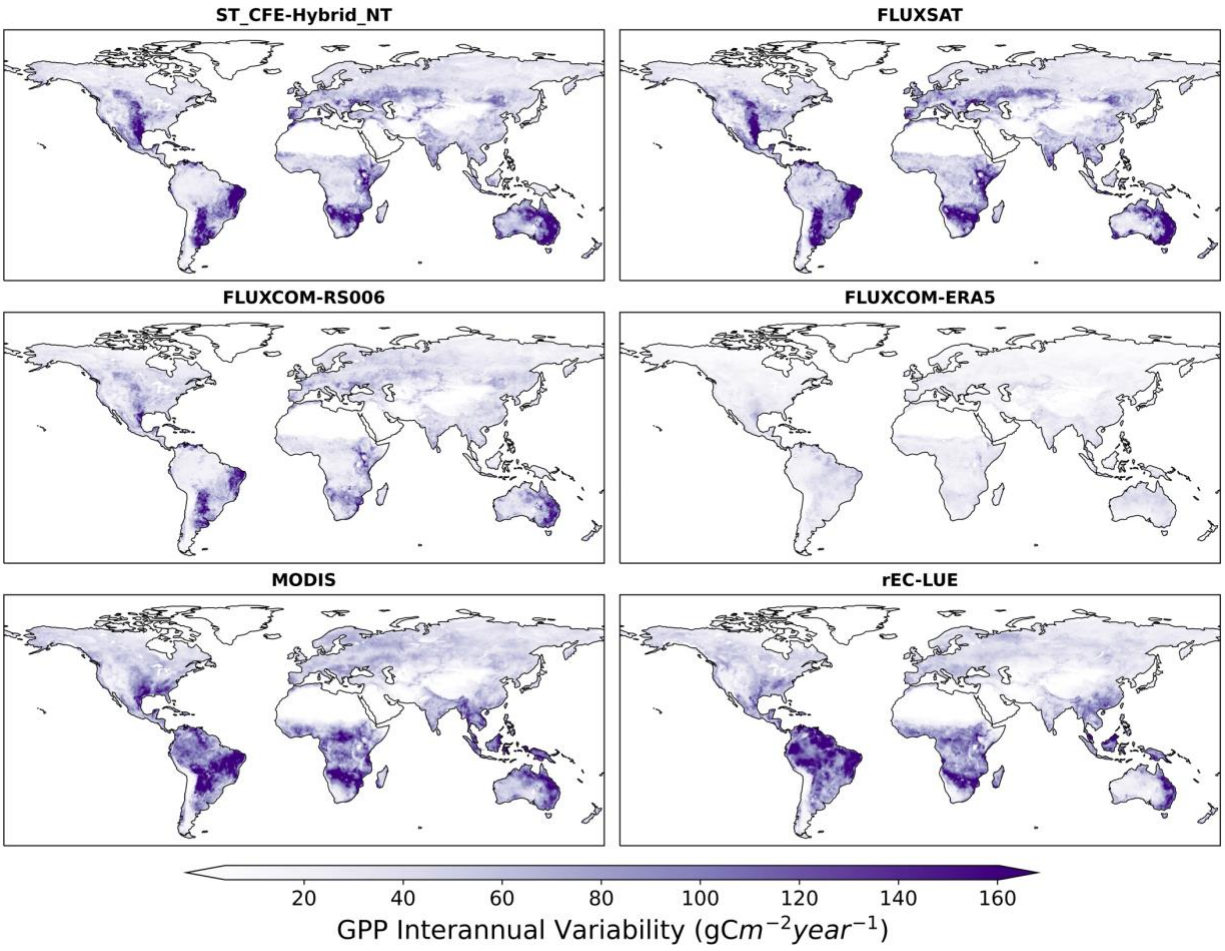 ST_CFE-Hybrid_NT
FLUXSAT
FLUXCOM-RS006
FLUXCOM-ERA5
MODIS
rEC-LUE
20 40 60 80 100 120 140 160
GPP Interannual Variability (gCm⁻²year⁻¹)